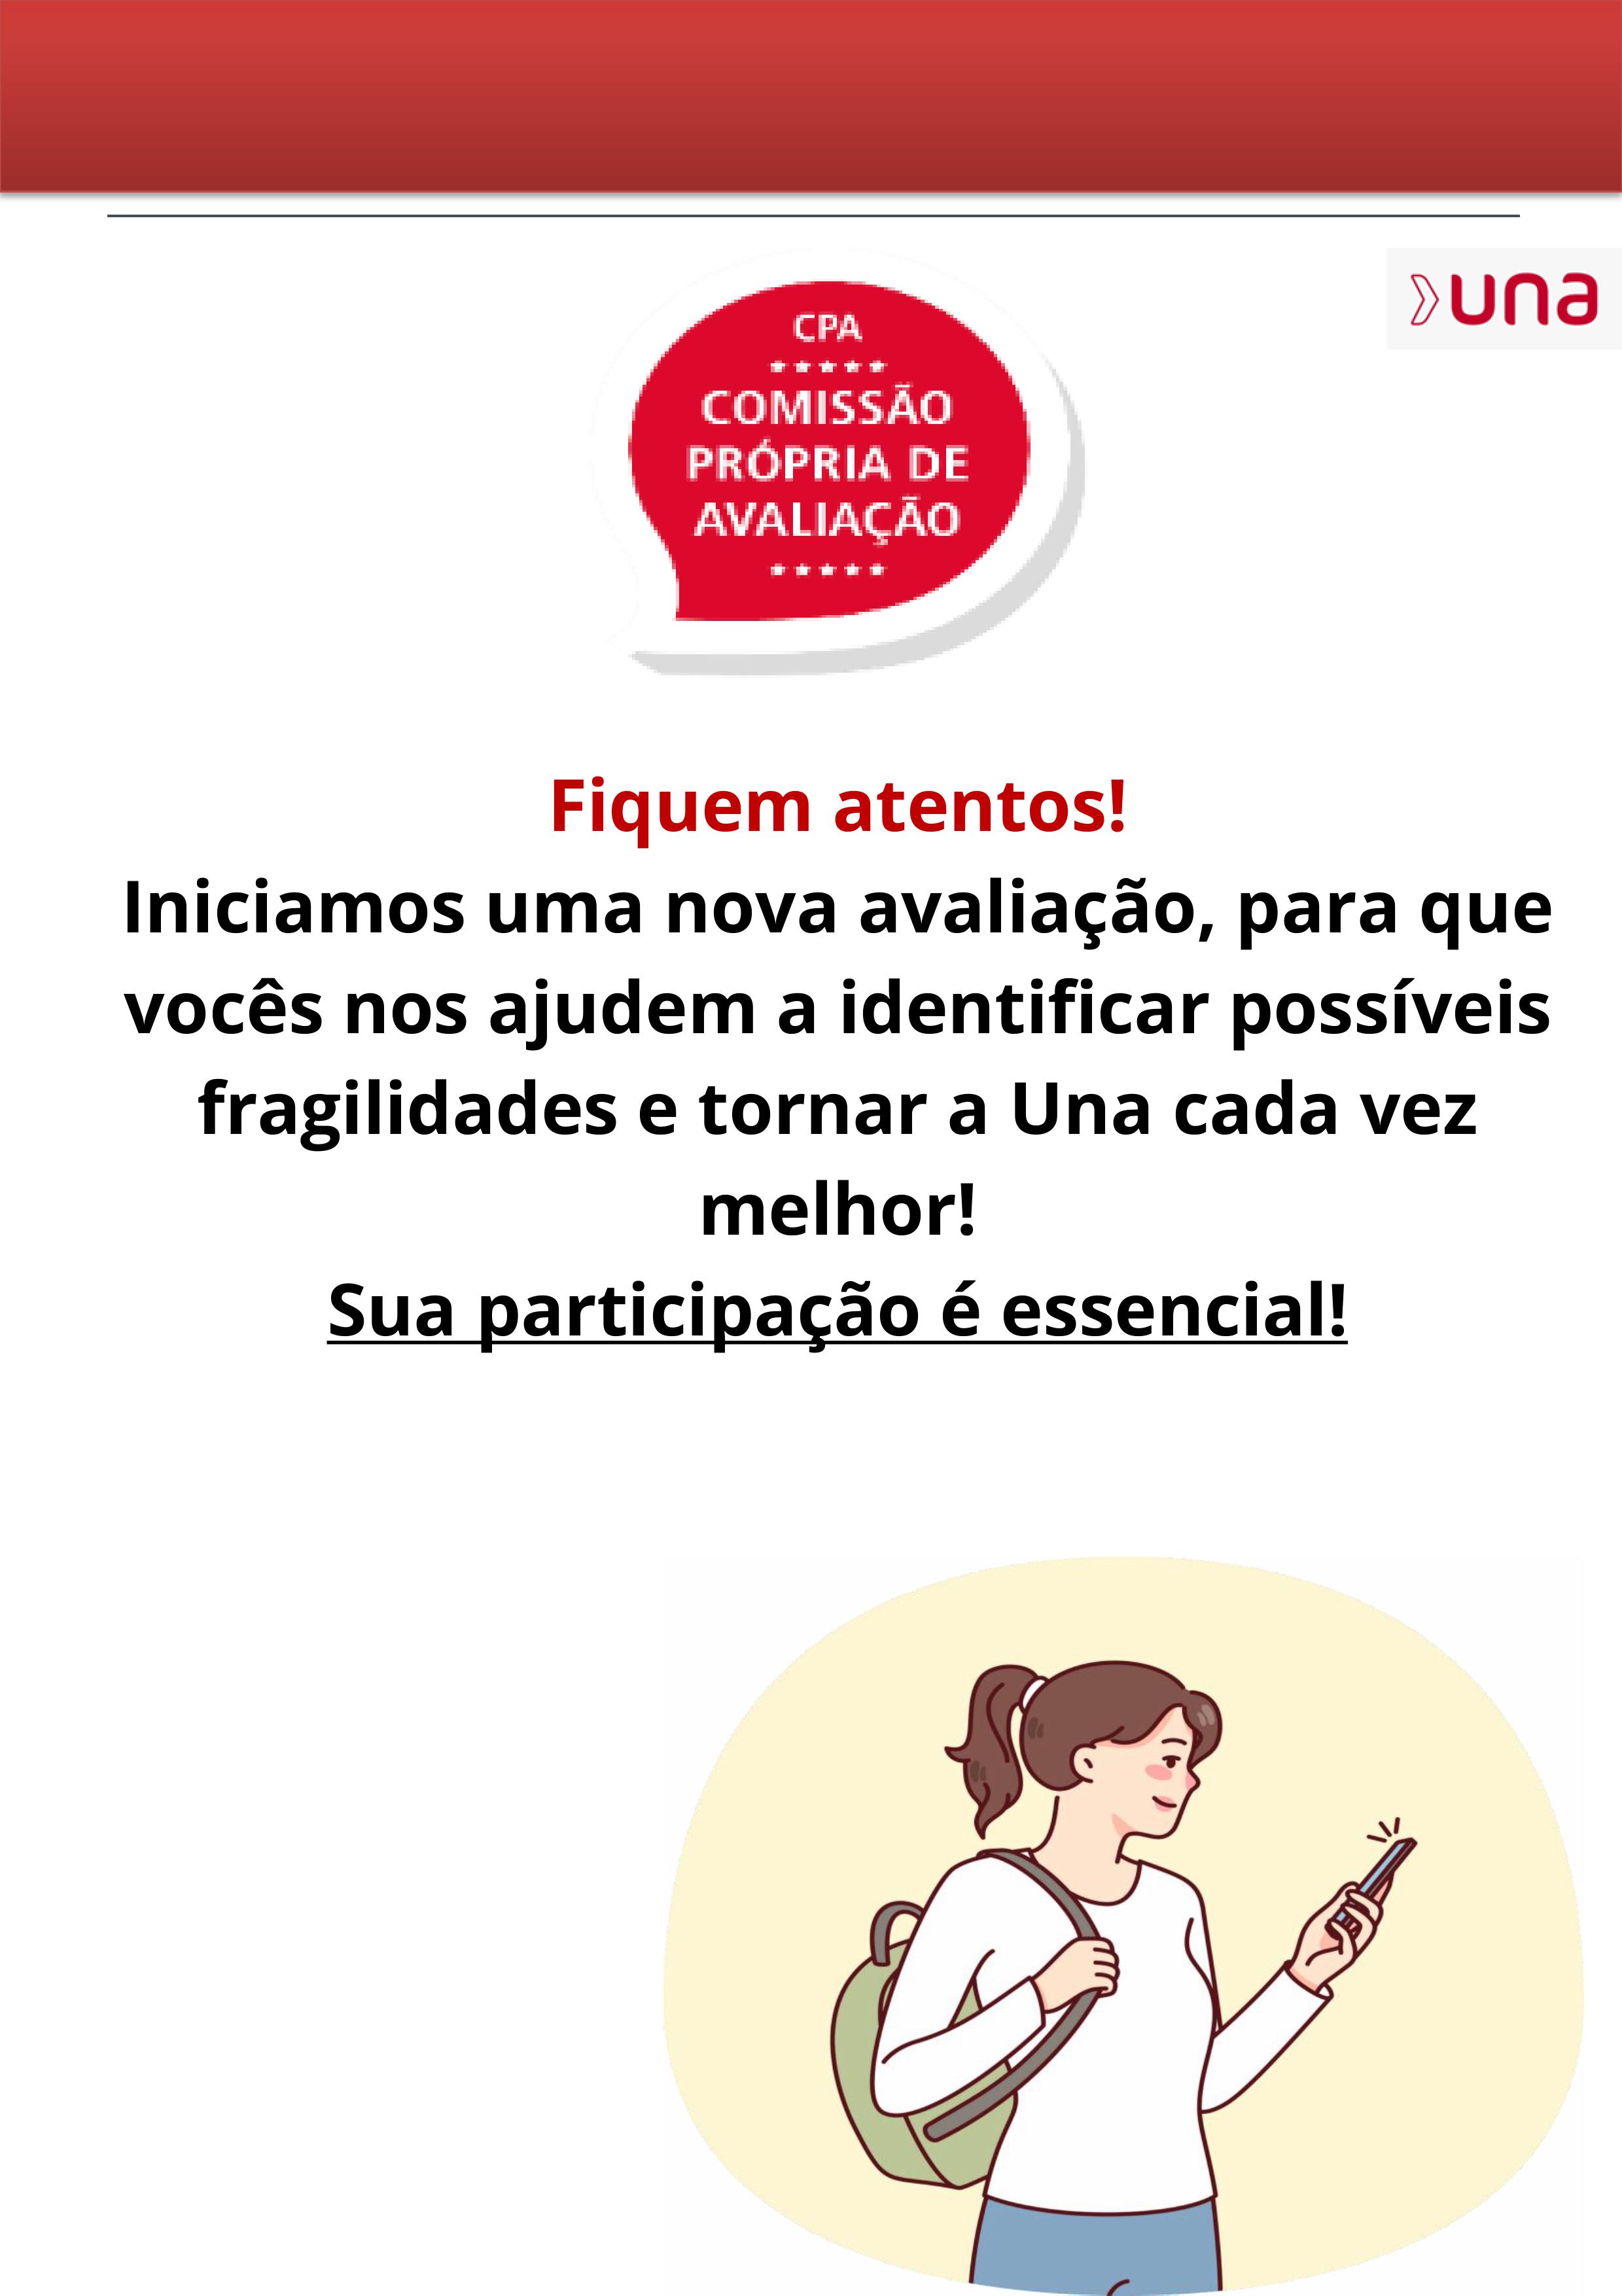 CPA
COMISSÃO
PRÓPRIA DE
AVALIAÇÃO
una
Fiquem atentos!
Iniciamos uma nova avaliação, para que
vocês nos ajudem a identificar possíveis
fragilidades e tornar a Una cada vez
melhor!
Sua participação é essencial!